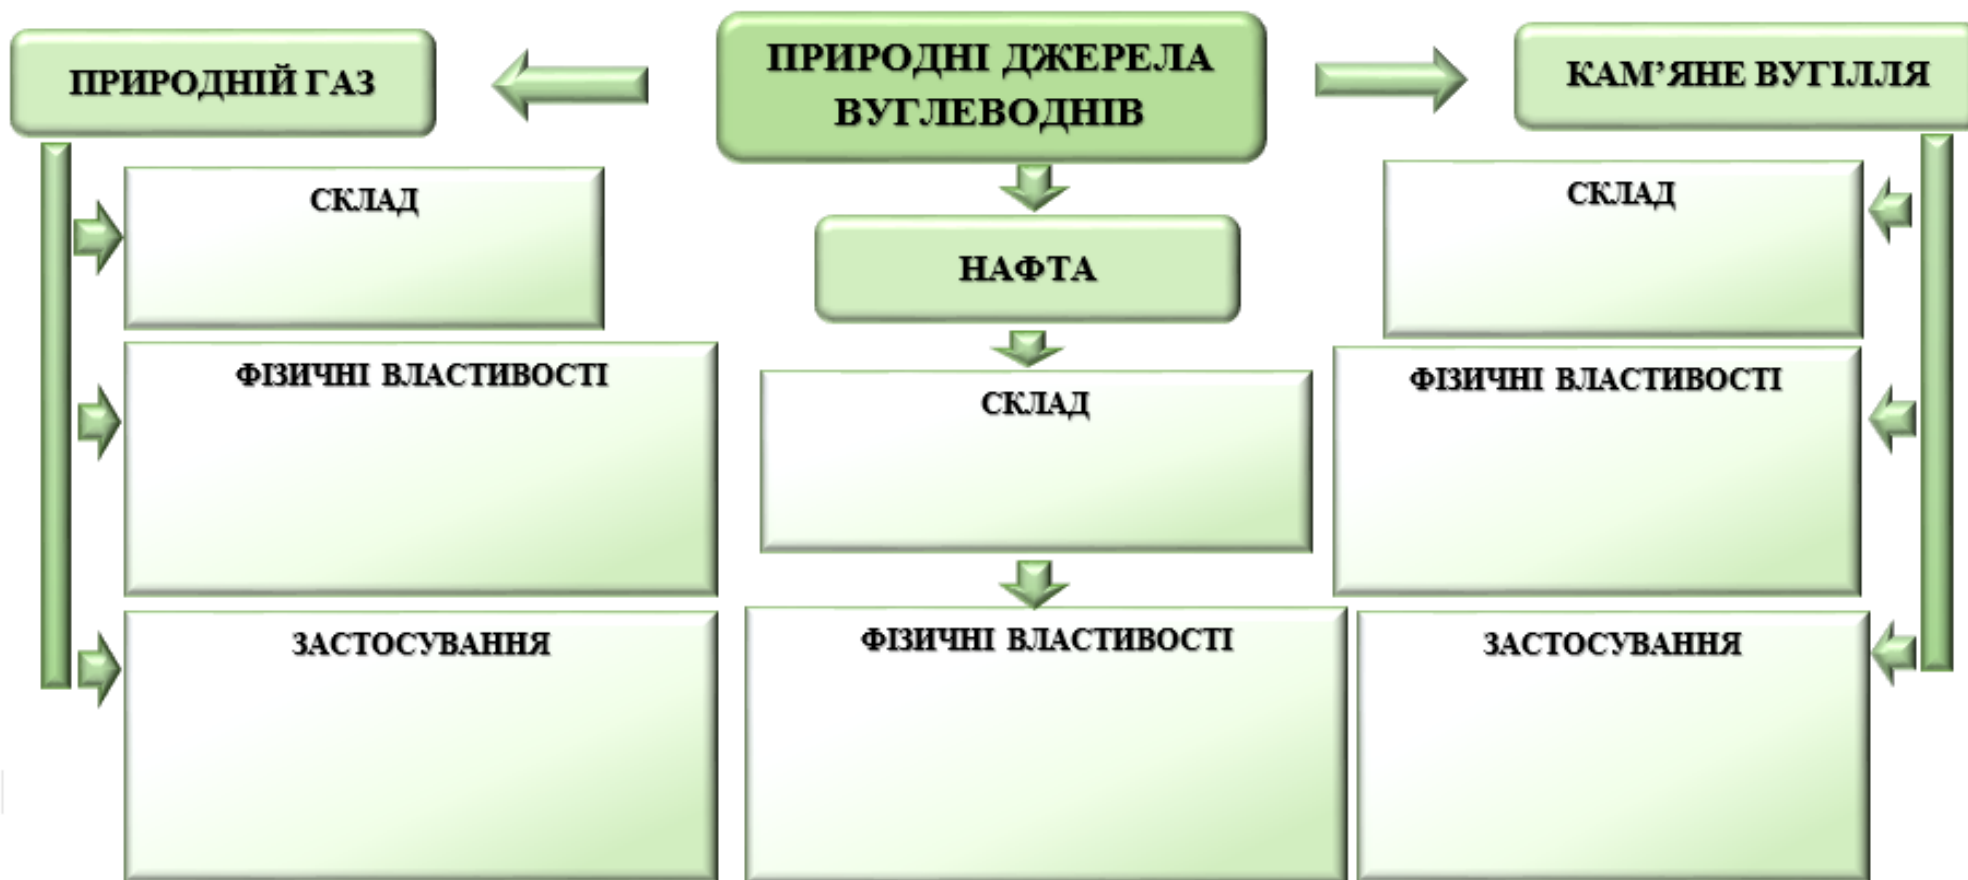 ПРИРОДНІ ДЖЕРЕЛА
ВУГЛЕВОДНІВ
ПРИРОДНІЙ ГАЗ
СКЛАД
ФІЗИЧНІ ВЛАСТИВОСТІ
ЗАСТОСУВАННЯ
НАФТА
СКЛАД
ФІЗИЧНІ ВЛАСТИВОСТІ
КАМ’ЯНЕ ВУГІЛЛЯ
СКЛАД
ФІЗИЧНІ ВЛАСТИВОСТІ
ЗАСТОСУВАННЯ